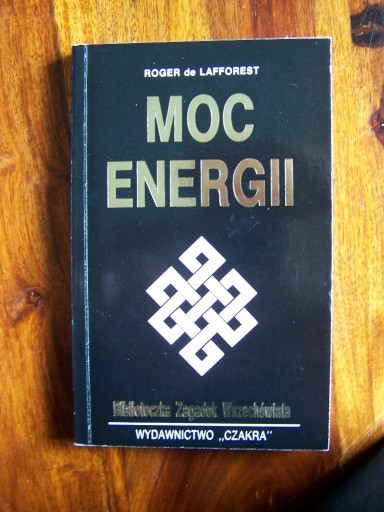 ROGER de LAFFOREST
MOC
ENERGII
Biblioteczka Zagadek Wszechświata
WYDAWNICTWO „CZAKRA"